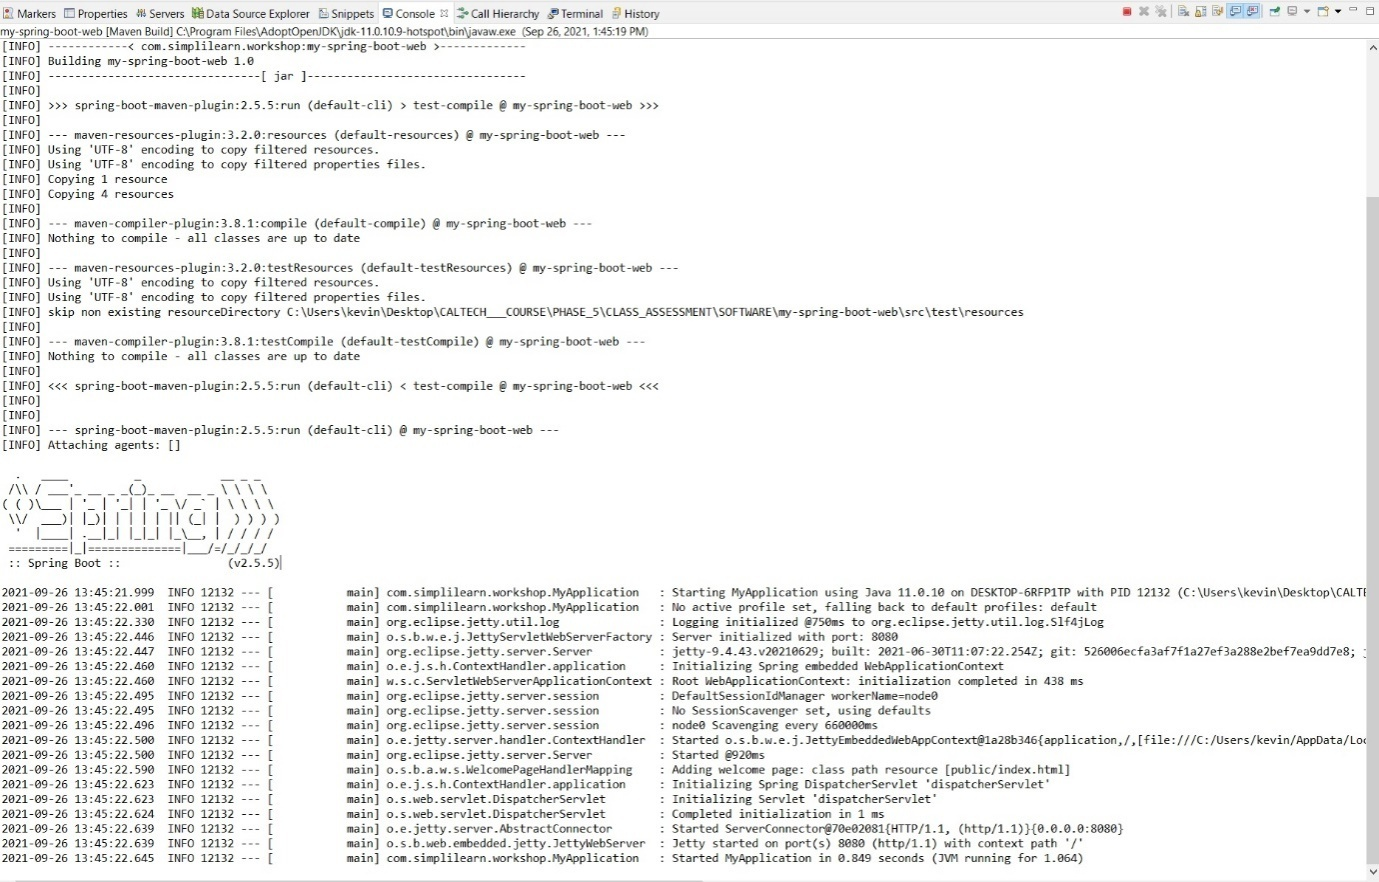 Markers Properties Servers Data Source Explorer Snippets Console Call Hierarchy Terminal History
my-spring-boot-web [Maven Build] C:\Program Files\AdoptOpenJDK\jdk-11.0.10.9-hotspot\bin\javaw.exe (Sep 26, 2021, 1:45:19 PM)
[INFO] ------------< com.simplilearn.workshop:my-spring-boot-web >-------------
[INFO] Building my-spring-boot-web 1.0
[INFO] --------------------------------[ jar ]---------------------------------
[INFO]
[INFO] >>> spring-boot-maven-plugin:2.5.5:run (default-cli) > test-compile @ my-spring-boot-web >>>
[INFO]
[INFO] --- maven-resources-plugin:3.2.0:resources (default-resources) @ my-spring-boot-web ---
[INFO] Using 'UTF-8' encoding to copy filtered resources.
[INFO] Using 'UTF-8' encoding to copy filtered properties files.
[INFO] Copying 1 resource
[INFO] Copying 4 resources
[INFO]
[INFO] --- maven-compiler-plugin:3.8.1:compile (default-compile) @ my-spring-boot-web ---
[INFO] Nothing to compile - all classes are up to date
[INFO]
[INFO] --- maven-resources-plugin:3.2.0:testResources (default-testResources) @ my-spring-boot-web ---
[INFO] Using 'UTF-8' encoding to copy filtered resources.
[INFO] Using 'UTF-8' encoding to copy filtered properties files.
[INFO] skip non existing resourceDirectory C:\Users\kevin\Desktop\CALTECH___COURSE\PHASE_5\CLASS_ASSESSMENT\SOFTWARE\my-spring-boot-web\src\test\resources
[INFO]
[INFO] --- maven-compiler-plugin:3.8.1:testCompile (default-testCompile) @ my-spring-boot-web ---
[INFO] Nothing to compile - all classes are up to date
[INFO]
[INFO] <<< spring-boot-maven-plugin:2.5.5:run (default-cli) < test-compile @ my-spring-boot-web <<<
[INFO]
[INFO]
[INFO] --- spring-boot-maven-plugin:2.5.5:run (default-cli) @ my-spring-boot-web ---
[INFO] Attaching agents: []
Spring
:: Spring Boot :: (v2.5.5)
2021-09-26 13:45:21.999 INFO 12132 --- [ main] com.simplilearn.workshop.MyApplication : Starting MyApplication using Java 11.0.10 on DESKTOP-6RFP1TP with PID 12132 (C:\Users\kevin\Desktop\CALTE
2021-09-26 13:45:22.001 INFO 12132 --- [ main] com.simplilearn.workshop.MyApplication : No active profile set, falling back to default profiles: default
2021-09-26 13:45:22.330 INFO 12132 --- [ main] org.eclipse.jetty.util.log : Logging initialized @750ms to org.eclipse.jetty.util.log.Slf4jLog
2021-09-26 13:45:22.446 INFO 12132 --- [ main] o.s.b.w.e.j.JettyServletWebServerFactory : Server initialized with port: 8080
2021-09-26 13:45:22.447 INFO 12132 --- [ main] org.eclipse.jetty.server.Server : jetty-9.4.43.v20210629; built: 2021-06-30T11:07:22.254Z; git: 526006ecfa3af7f1a27ef3a288e2bef7ea9dd7e8; j
2021-09-26 13:45:22.460 INFO 12132 --- [ main] o.e.j.s.h.ContextHandler.application : Initializing Spring embedded WebApplicationContext
2021-09-26 13:45:22.460 INFO 12132 --- [ main] w.s.c.ServletWebServerApplicationContext : Root WebApplicationContext: initialization completed in 438 ms
2021-09-26 13:45:22.495 INFO 12132 --- [ main] org.eclipse.jetty.server.session : DefaultSessionIdManager workerName=node0
2021-09-26 13:45:22.495 INFO 12132 --- [ main] org.eclipse.jetty.server.session : No SessionScavenger set, using defaults
2021-09-26 13:45:22.496 INFO 12132 --- [ main] org.eclipse.jetty.server.session : node0 Scavenging every 660000ms
2021-09-26 13:45:22.500 INFO 12132 --- [ main] o.e.jetty.server.handler.ContextHandler : Started o.s.b.w.e.j.JettyEmbeddedWebAppContext@1a28b346{application,/,[file:///C:/Users/kevin/AppData/Loc
2021-09-26 13:45:22.500 INFO 12132 --- [ main] org.eclipse.jetty.server.Server : Started @920ms
2021-09-26 13:45:22.590 INFO 12132 --- [ main] o.s.b.a.w.s.WelcomePageHandlerMapping : Adding welcome page: class path resource [public/index.html]
2021-09-26 13:45:22.623 INFO 12132 --- [ main] o.e.j.s.h.ContextHandler.application : Initializing Spring DispatcherServlet 'dispatcherServlet'
2021-09-26 13:45:22.623 INFO 12132 --- [ main] o.s.web.servlet.DispatcherServlet : Initializing Servlet 'dispatcherServlet'
2021-09-26 13:45:22.624 INFO 12132 --- [ main] o.s.web.servlet.DispatcherServlet : Completed initialization in 1 ms
2021-09-26 13:45:22.639 INFO 12132 --- [ main] o.e.jetty.server.AbstractConnector : Started ServerConnector@70e02081{HTTP/1.1, (http/1.1)}{0.0.0.0:8080}
2021-09-26 13:45:22.639 INFO 12132 --- [ main] o.s.b.web.embedded.jetty.JettyWebServer : Jetty started on port(s) 8080 (http/1.1) with context path '/'
2021-09-26 13:45:22.645 INFO 12132 --- [ main] com.simplilearn.workshop.MyApplication : Started MyApplication in 0.849 seconds (JVM running for 1.064)